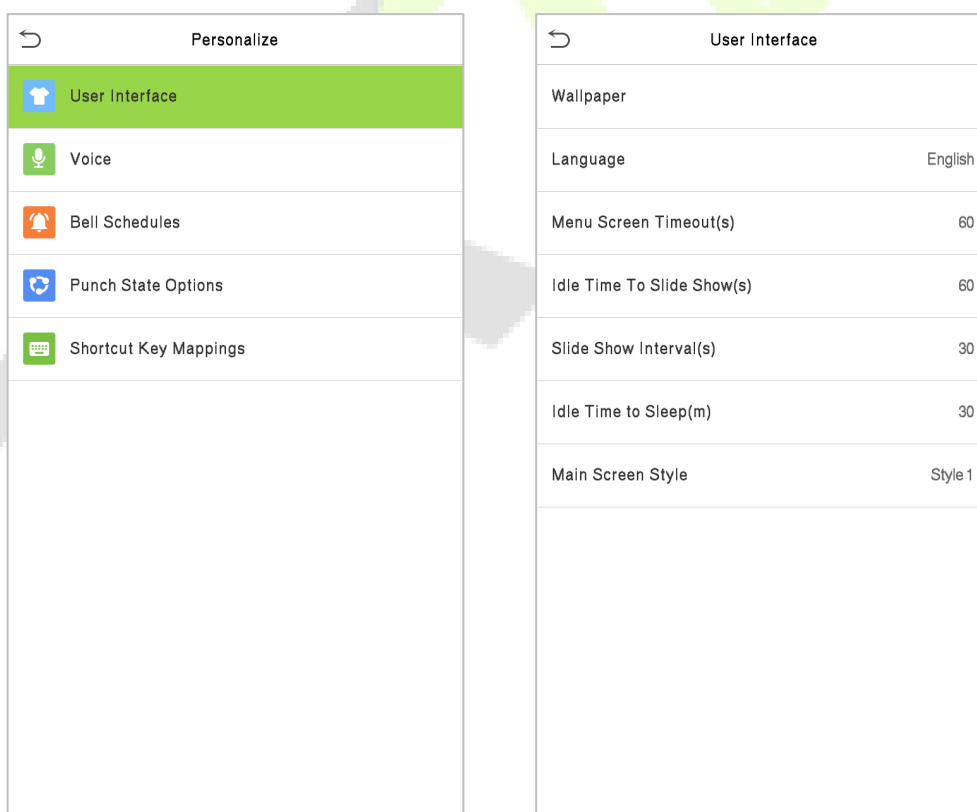 Personalize
User Interface
Voice
Bell Schedules
Punch State Options
Shortcut Key Mappings
User Interface
Wallpaper
Language English
Menu Screen Timeout(s) 60
Idle Time To Slide Show(s) 60
Slide Show Interval(s) 30
Idle Time to Sleep(m) 30
Main Screen Style Style 1